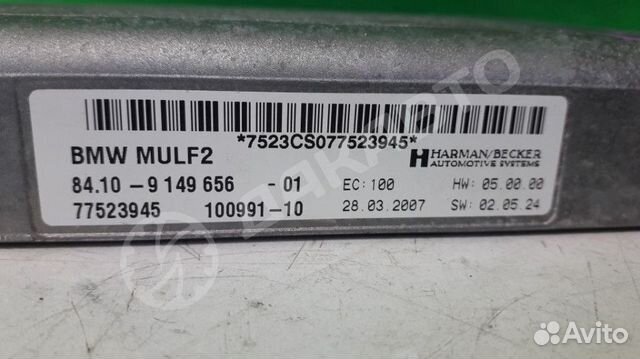 *7523CS077523945*
BMW MULF2
HARMAN/BECKER
AUTOMOTIVE SYSTEMS
84.10 - 9 149 656 - 01
EC: 100
HW: 05.00.00
77523945
100991-10
28.03.2007
SW: 02.05.24
ДАКАРТО
Avito